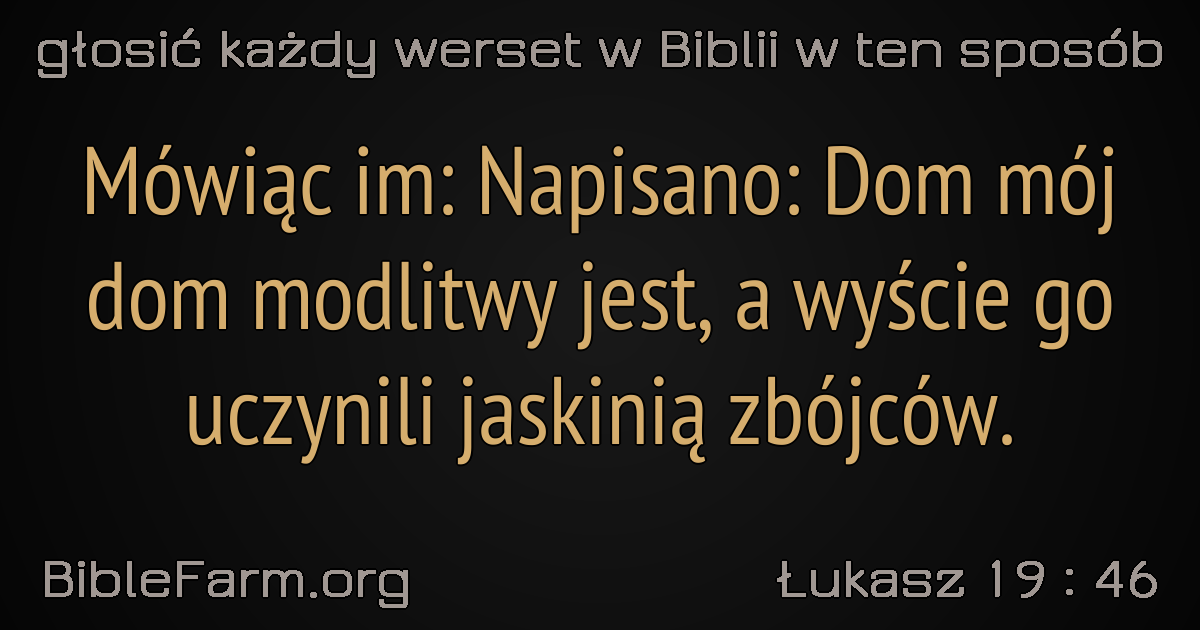 głosić każdy werset w Biblii w ten sposób
Mówiąc im: Napisano: Dom mój
dom modlitwy jest, a wyście go
uczynili jaskinią zbójców.
BibleFarm.org
Łukasz 19 : 46